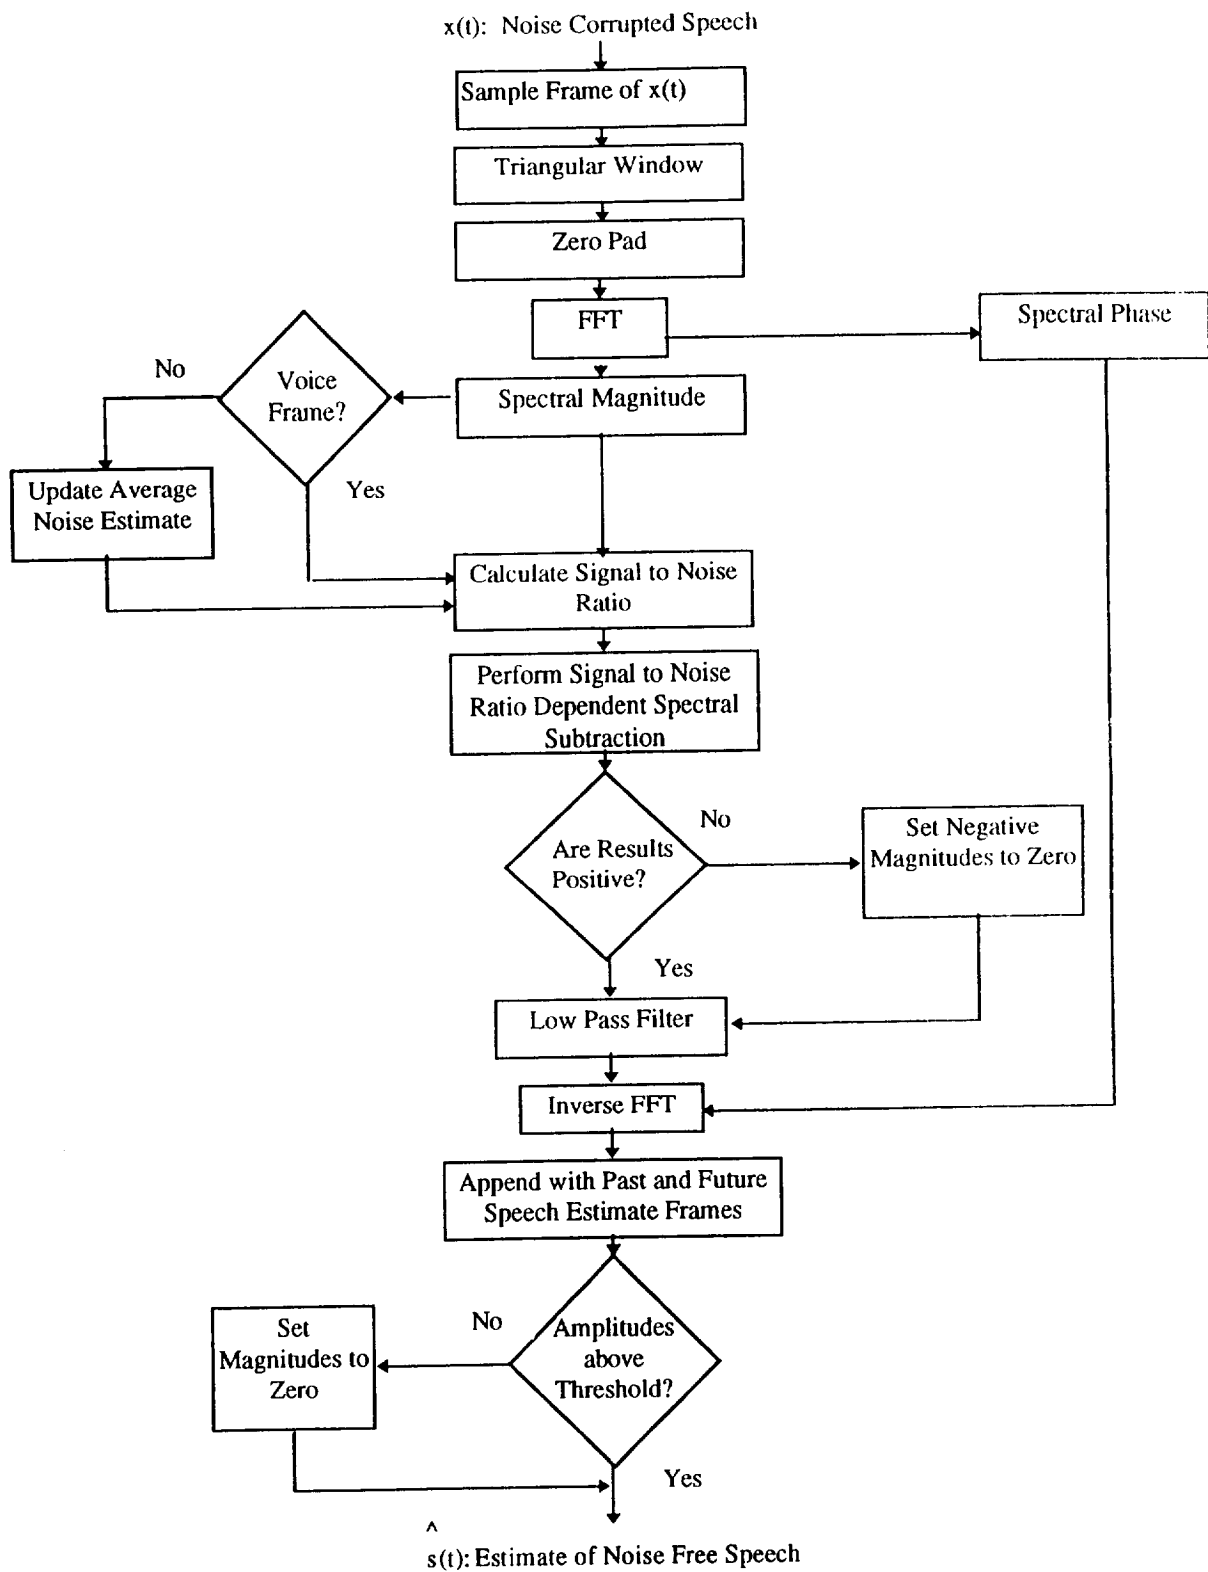 x(t): Noise Corrupted Speech
Sample Frame of x(t)
Triangular Window
Zero Pad
FFT
Spectral Phase
No
Voice
Frame?
Spectral Magnitude
Yes
Update Average
Noise Estimate
Calculate Signal to Noise
Ratio
Perform Signal to Noise
Ratio Dependent Spectral
Subtraction
No
Are Results
Positive?
Set Negative
Magnitudes to Zero
Yes
Low Pass Filter
Inverse FFT
Append with Past and Future
Speech Estimate Frames
No
Amplitudes
above
Threshold?
Set
Magnitudes to
Zero
Yes
ŝ(t): Estimate of Noise Free Speech